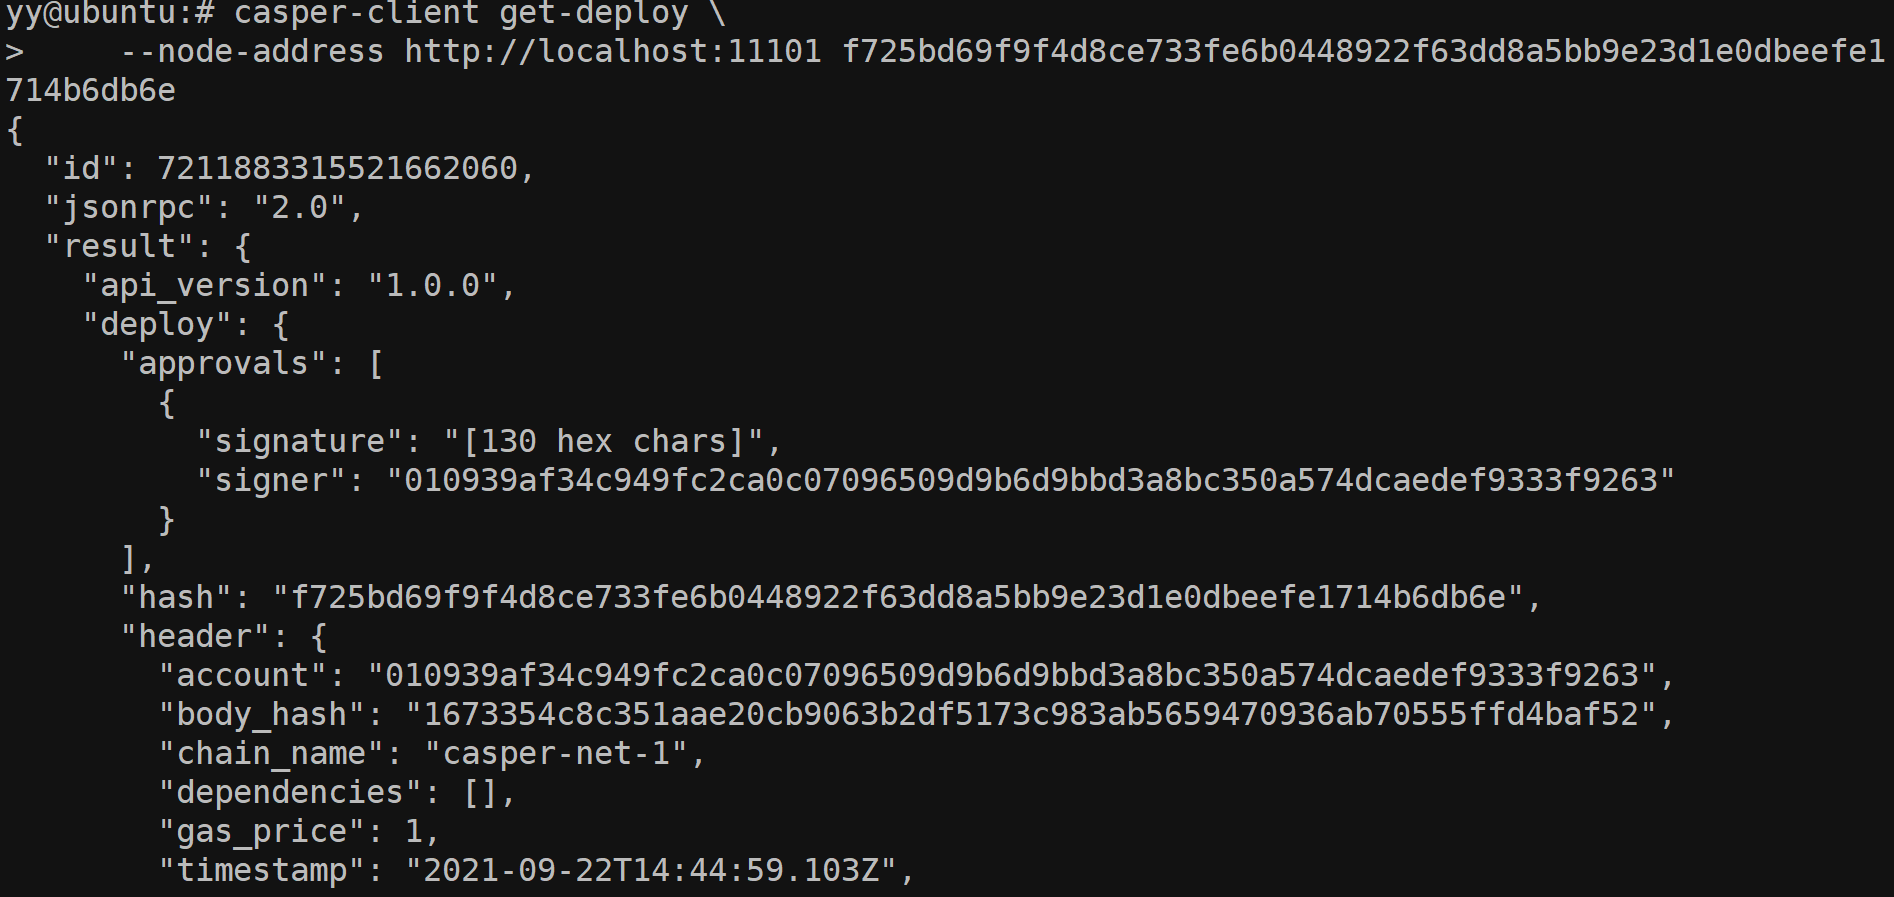 yy@ubuntu:# casper-client get-deploy \
>     --node-address http://localhost:11101 f725bd69f9f4d8ce733fe6b0448922f63dd8a5bb9e23d1e0dbeefe1
714b6db6e
{
  "id": 7211883315521662060,
  "jsonrpc": "2.0",
  "result": {
    "api_version": "1.0.0",
    "deploy": {
      "approvals": [
        {
          "signature": "[130 hex chars]",
          "signer": "010939af34c949fc2ca0c07096509d9b6d9bbd3a8bc350a574dcaedef9333f9263"
        }
      ],
      "hash": "f725bd69f9f4d8ce733fe6b0448922f63dd8a5bb9e23d1e0dbeefe1714b6db6e",
      "header": {
        "account": "010939af34c949fc2ca0c07096509d9b6d9bbd3a8bc350a574dcaedef9333f9263",
        "body_hash": "1673354c8c351aae20cb9063b2df5173c983ab5659470936ab70555ffd4baf52",
        "chain_name": "casper-net-1",
        "dependencies": [],
        "gas_price": 1,
        "timestamp": "2021-09-22T14:44:59.103Z",